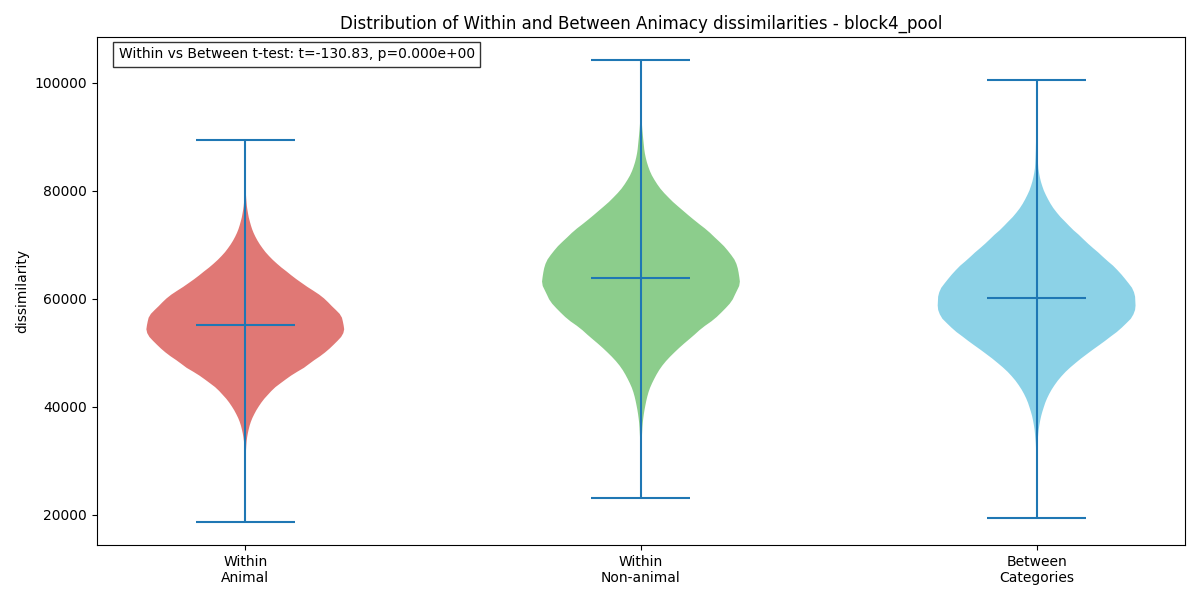 Distribution of Within and Between Animacy dissimilarities - block4_pool
Within vs Between t-test: t=-130.83, p=0.000e+00
100000
80000
60000
40000
20000
dissimilarity
Within
Animal
Within
Non-animal
Between
Categories